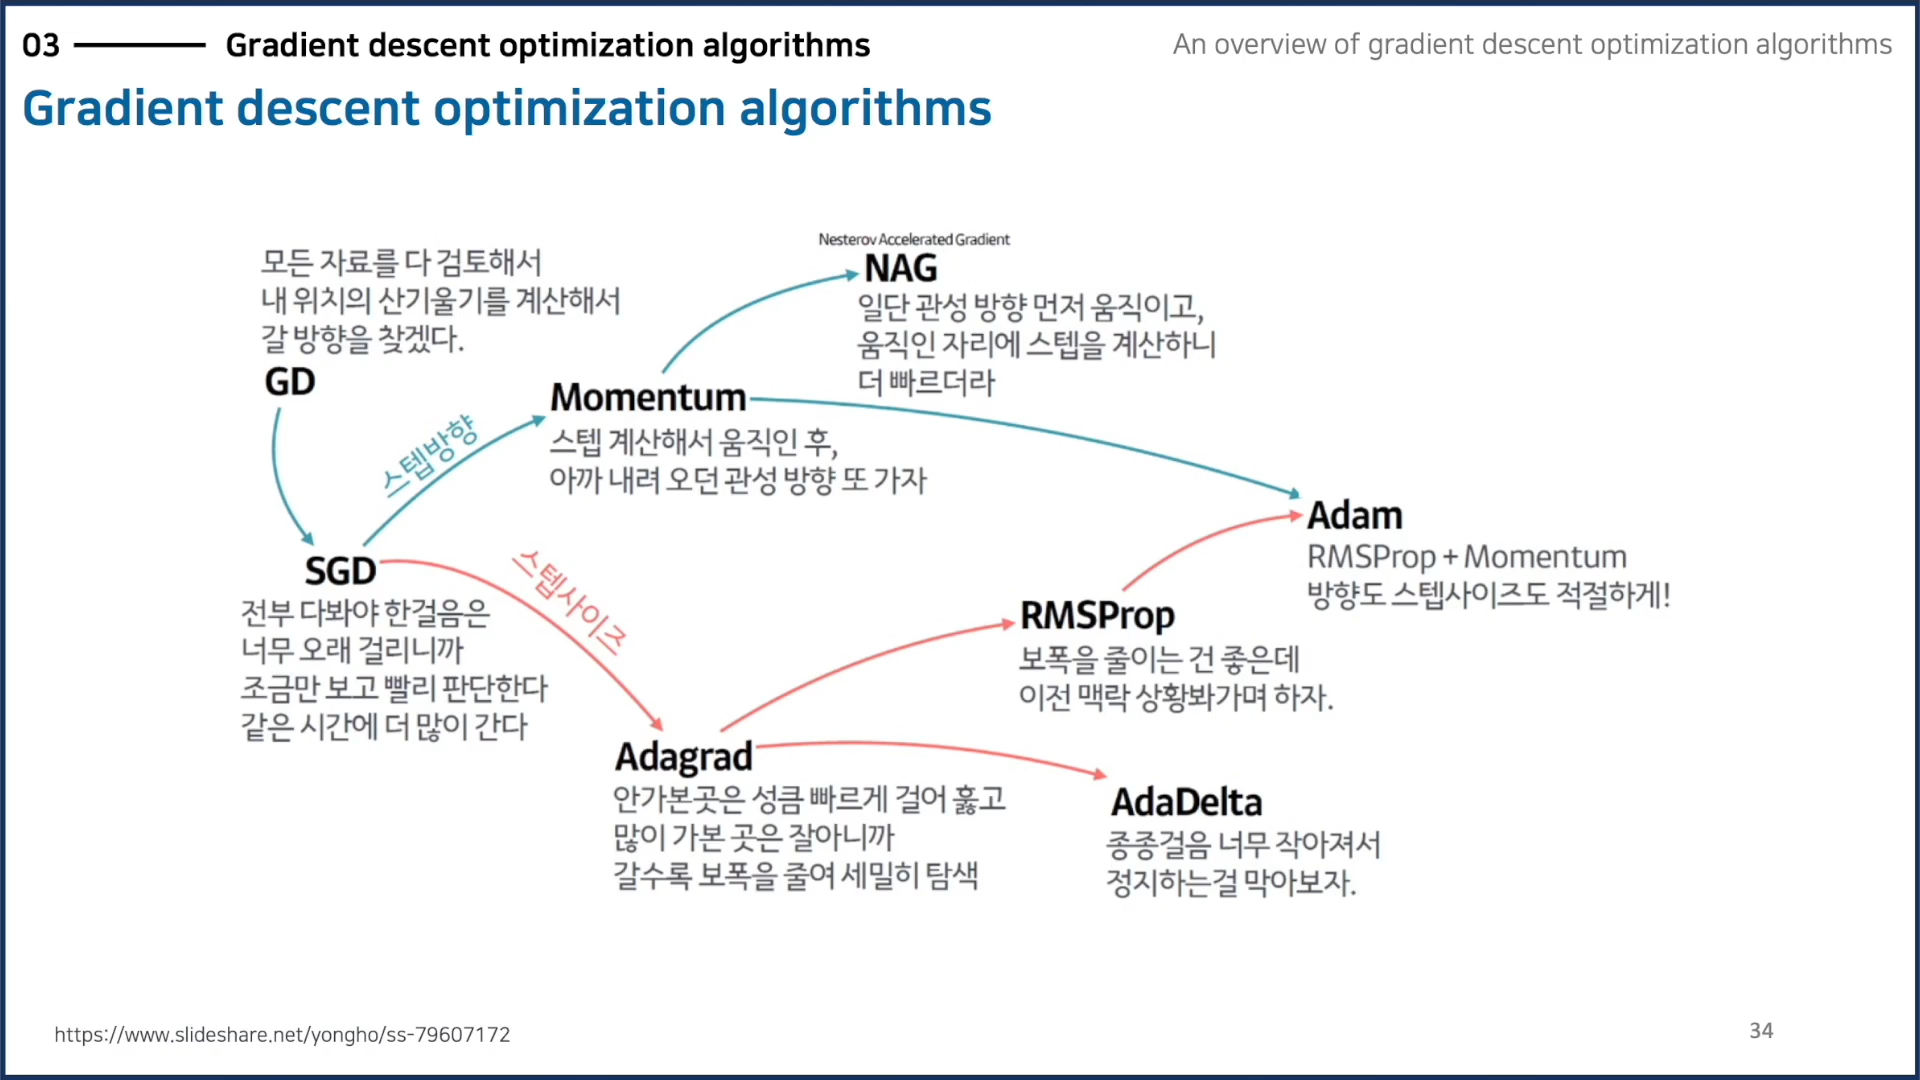 03 Gradient descent optimization algorithms
An overview of gradient descent optimization algorithms
Gradient descent optimization algorithms
모든 자료를 다 검토해서
내 위치의 산기울기를 계산해서
갈 방향을 찾겠다.
GD
스텝방향
Nesterov Accelerated Gradient
NAG
일단 관성 방향 먼저 움직이고,
움직인 자리에 스텝을 계산하니
더 빠르더라
Momentum
스텝 계산해서 움직인 후,
아까 내려 오던 관성 방향 또 가자
SGD
전부 다봐야 한걸음은
너무 오래 걸리니까
조금만 보고 빨리 판단한다
같은 시간에 더 많이 간다
스텝사이즈
Adagrad
안가본곳은 성큼 빠르게 걸어 훓고
많이 가본 곳은 잘아니까
갈수록 보폭을 줄여 세밀히 탐색
RMSProp
보폭을 줄이는 건 좋은데
이전 맥락 상황봐가며 하자.
AdaDelta
종종걸음 너무 작아져서
정지하는걸 막아보자.
Adam
RMSProp + Momentum
방향도 스텝사이즈도 적절하게!
https://www.slideshare.net/yongho/ss-79607172
34